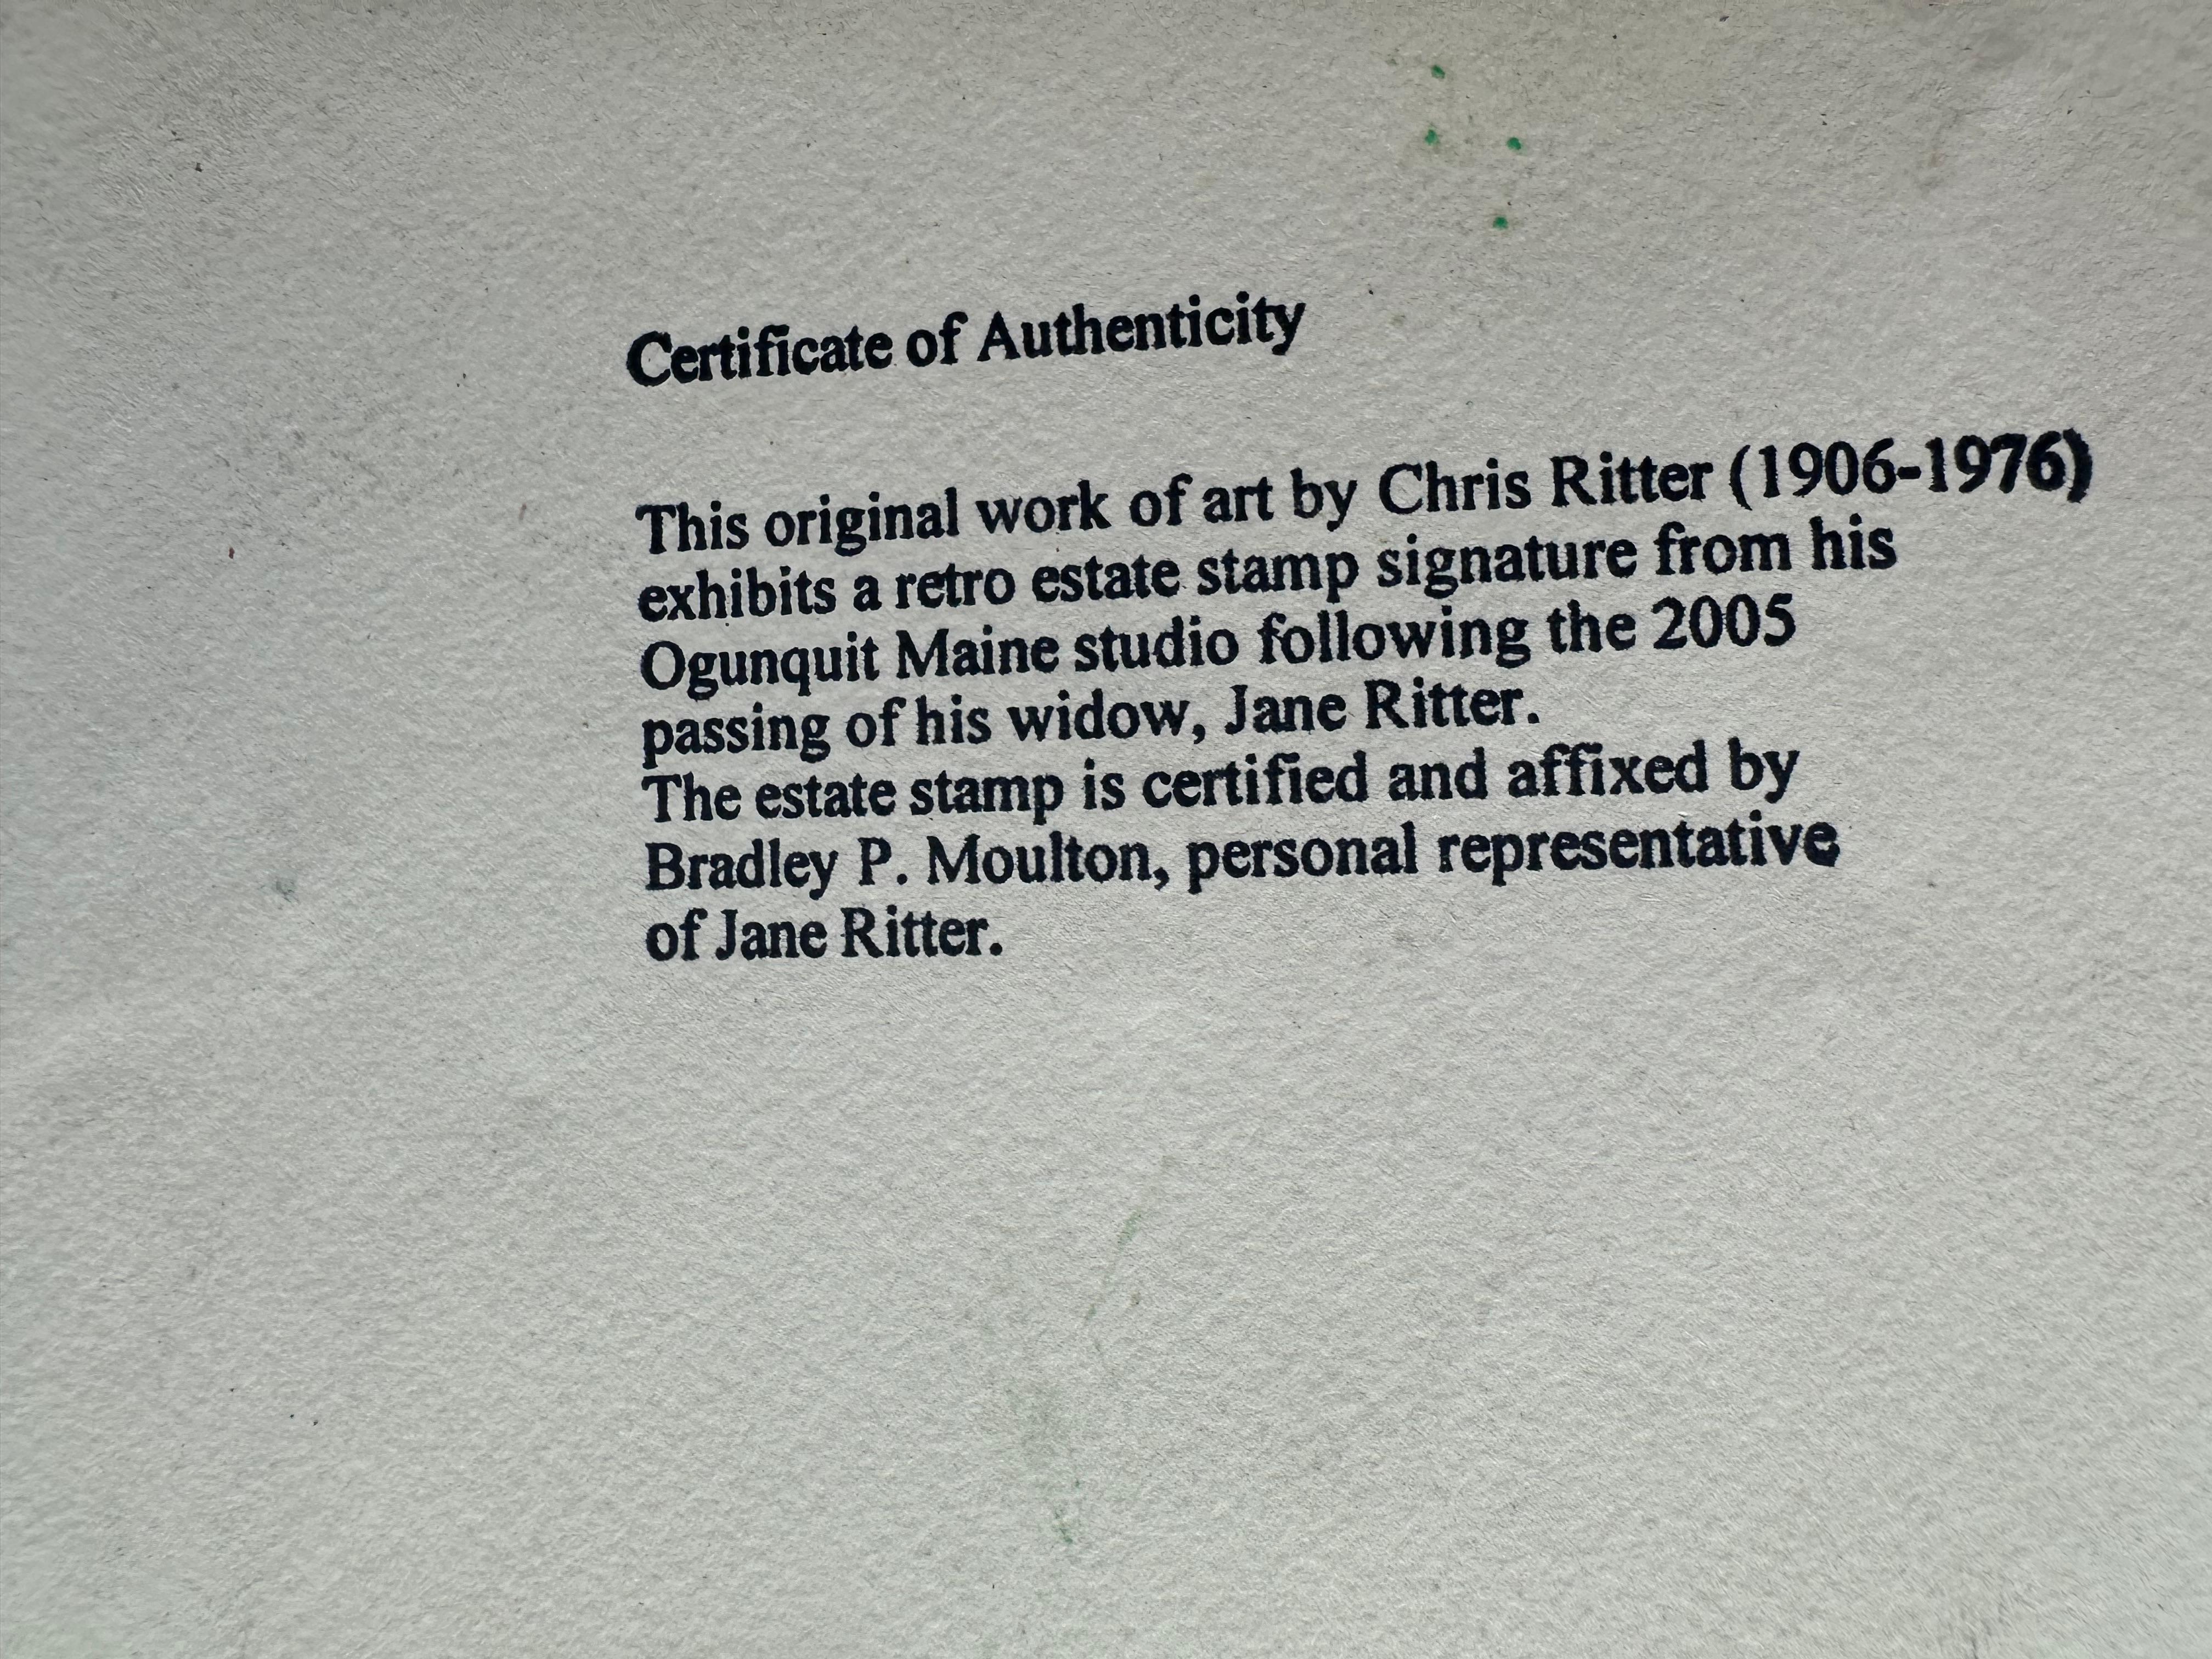 Certificate of Authenticity
This original work of art by Chris Ritter (1906-1976)
exhibits a retro estate stamp signature from his
Ogunquit Maine studio following the 2005
passing of his widow, Jane Ritter.
The estate stamp is certified and affixed by
Bradley P. Moulton, personal representative
of Jane Ritter.